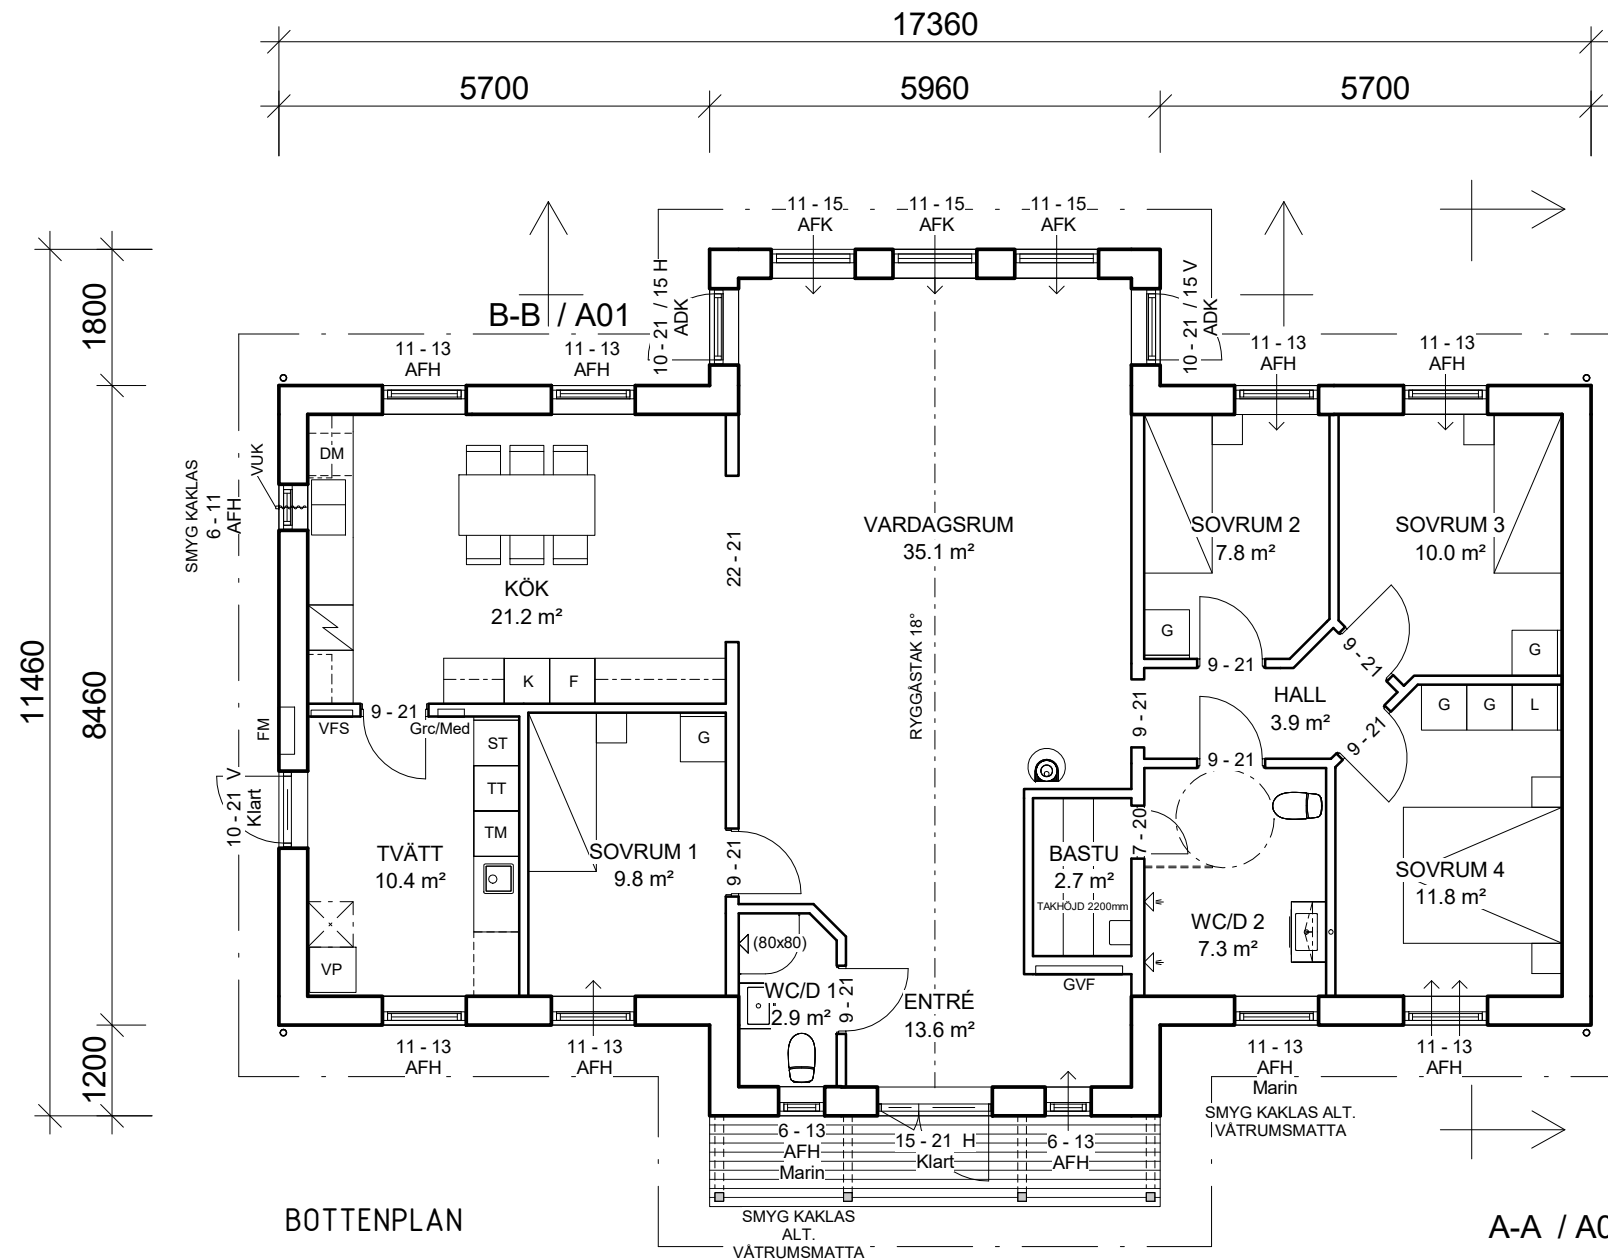 17360
5700
5960
5700
11 - 15
AFK
11 - 15
AFK
11 - 15
AFK
1800
8460
1200
11460
B-B / A01
10 - 21 / 15 H
ADK
10 - 21 / 15 V
ADK
11 - 13
AFH
11 - 13
AFH
11 - 13
AFH
11 - 13
AFH
SMYG KAKLAS
6 - 11
AFH
VUK
DM
KÖK
21.2 m²
22 - 21
VARDAGSRUM
35.1 m²
RYGGÅSTAK 18°
SOVRUM 2
7.8 m²
SOVRUM 3
10.0 m²
G
G
K
F
9 - 21
9 - 21
HALL
3.9 m²
9 - 21
9 - 21
9 - 21
9 - 21
G
G
L
FM
VFS
9 - 21
Grc/Med
ST
TT
TM
G
10 - 21 V
Klart
TVÄTT
10.4 m²
SOVRUM 1
9.8 m²
9 - 21
BASTU
2.7 m²
TAKHÖJD 2200mm
7 - 20
SOVRUM 4
11.8 m²
WC/D 2
7.3 m²
VP
(80x80)
WC/D 1
2.9 m²
9 - 21
ENTRÉ
13.6 m²
GVF
11 - 13
AFH
11 - 13
AFH
11 - 13
AFH
Marin
SMYG KAKLAS ALT.
VÅTRUMSMATTA
11 - 13
AFH
6 - 13
AFH
Marin
15 - 21 H
Klart
6 - 13
AFH
SMYG KAKLAS
ALT.
VÅTRUMSMATTA
BOTTENPLAN
A-A / A0